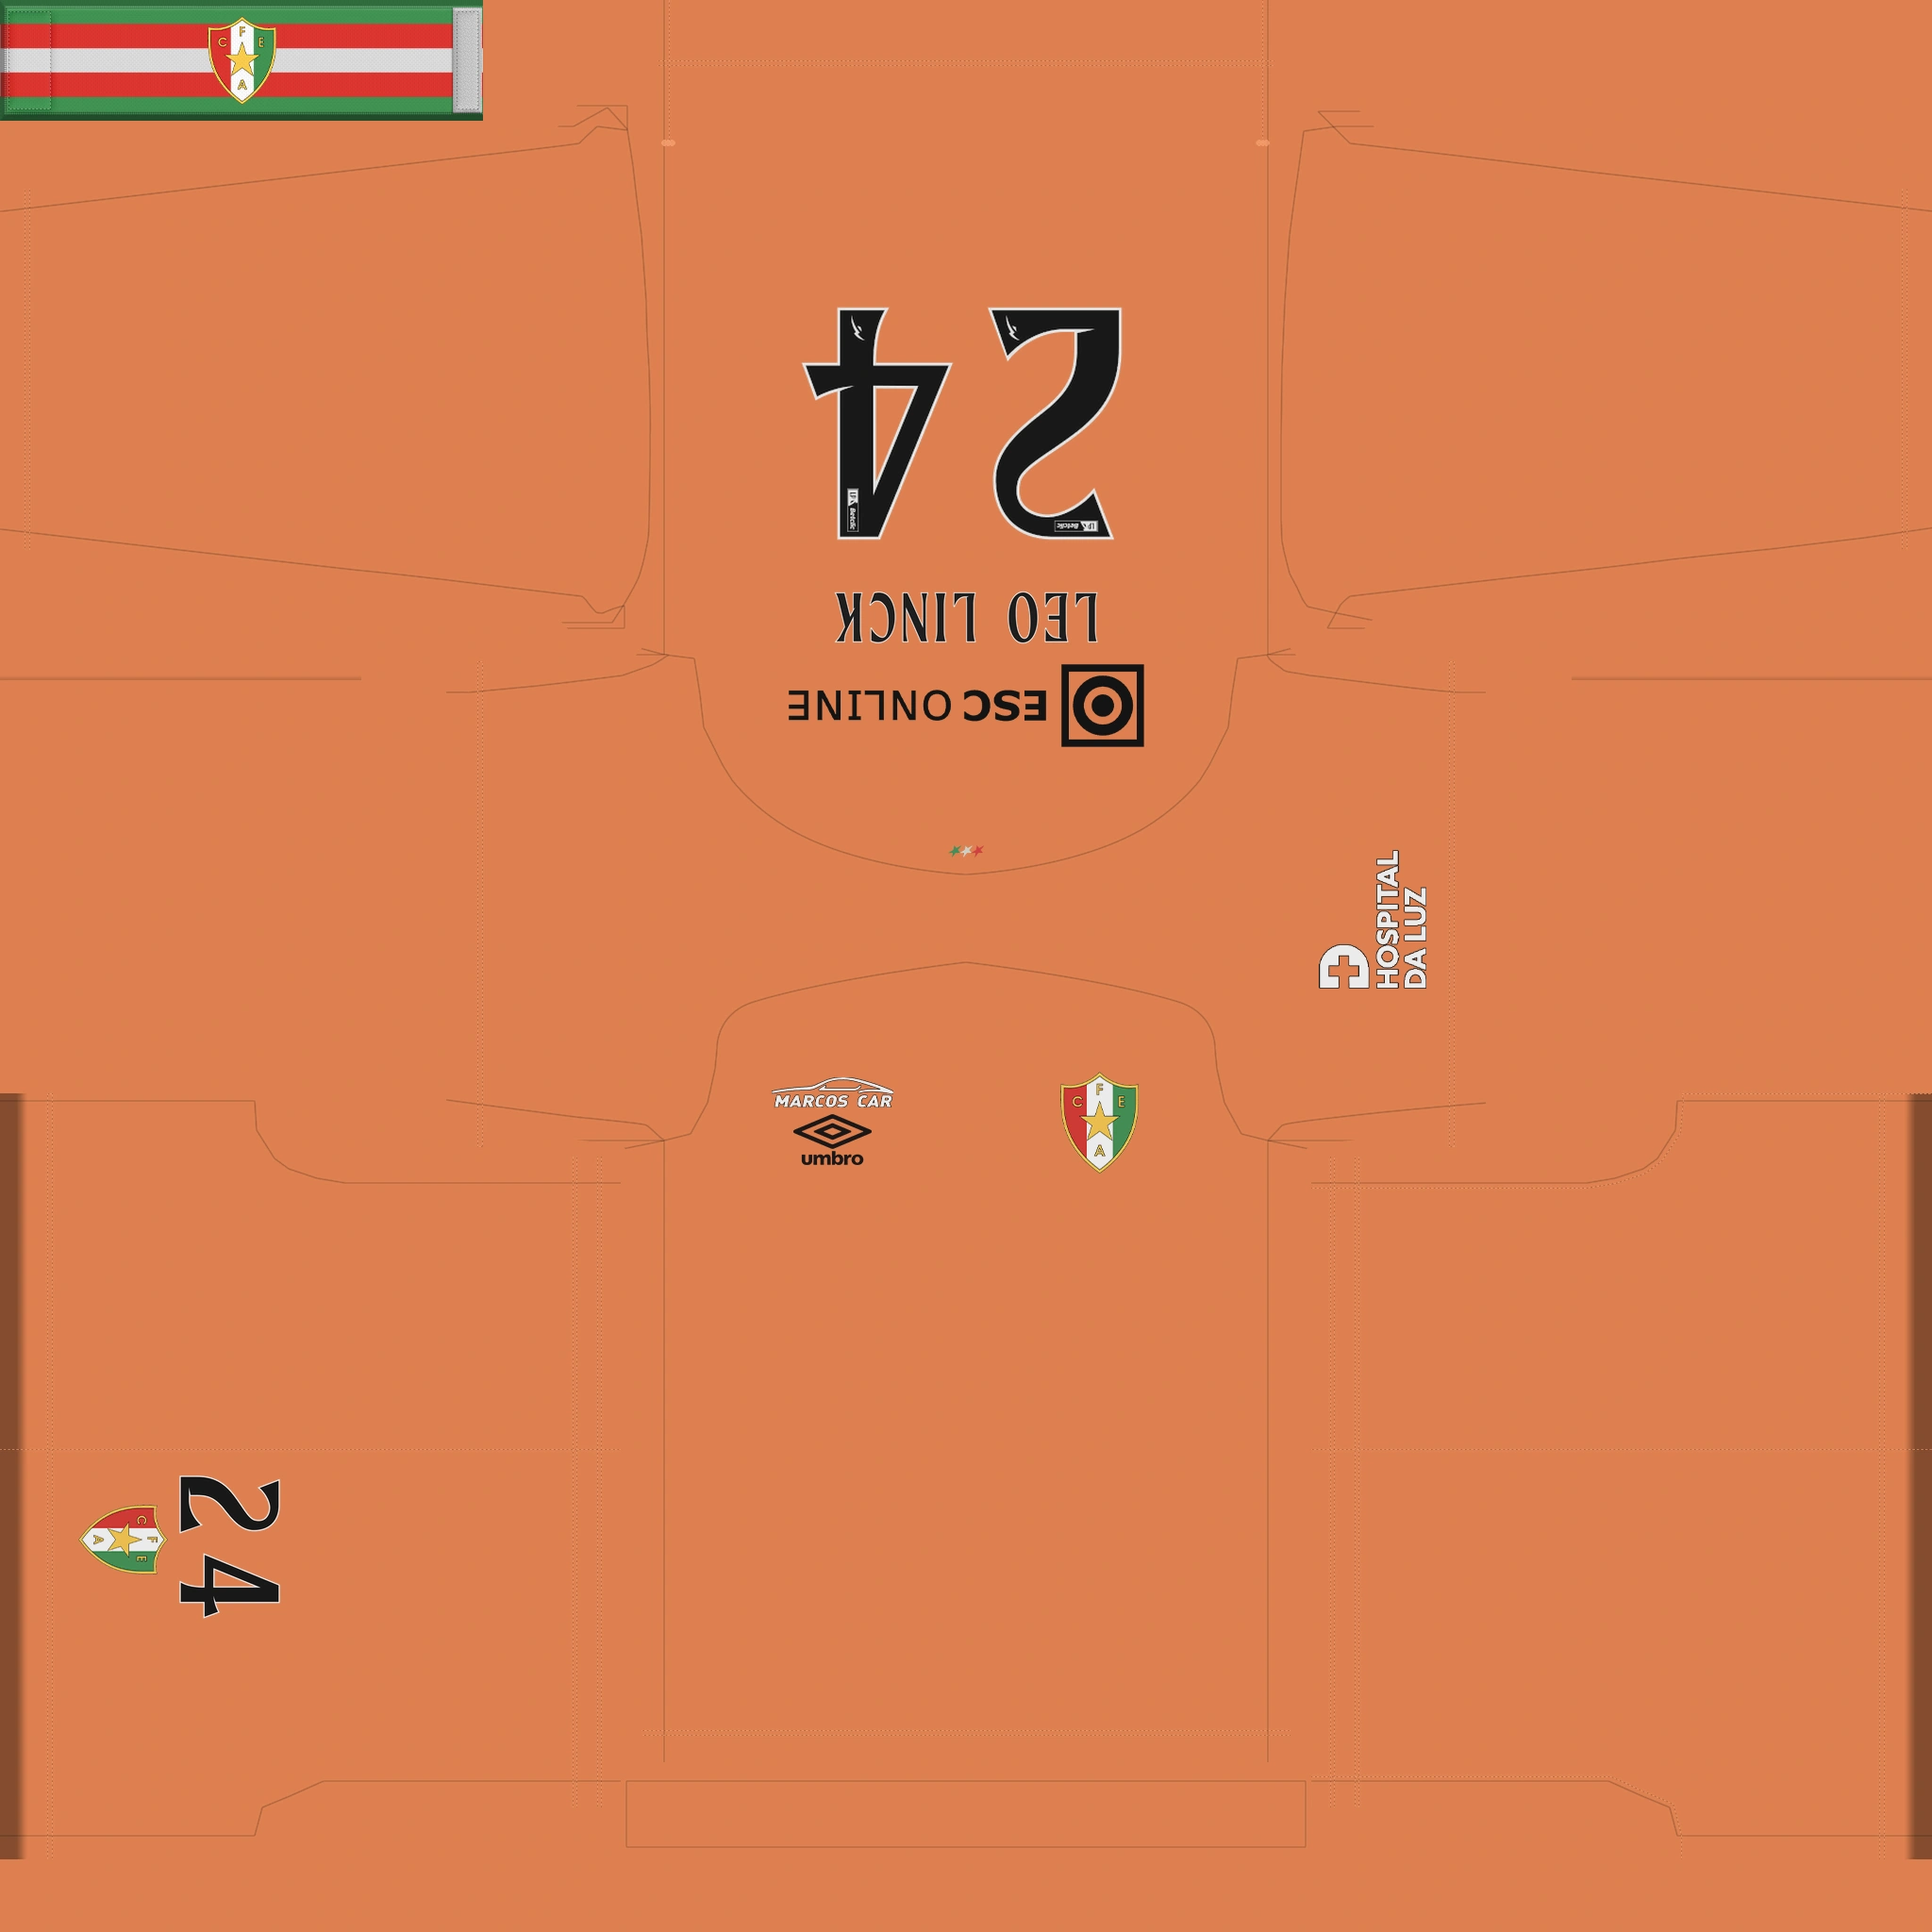 C F E
A
24
LEO LINCK
ESC ONLINE
HOSPITAL
DA LUZ
MARCOS CAR
umbro
C F E
A
24
C F E
A